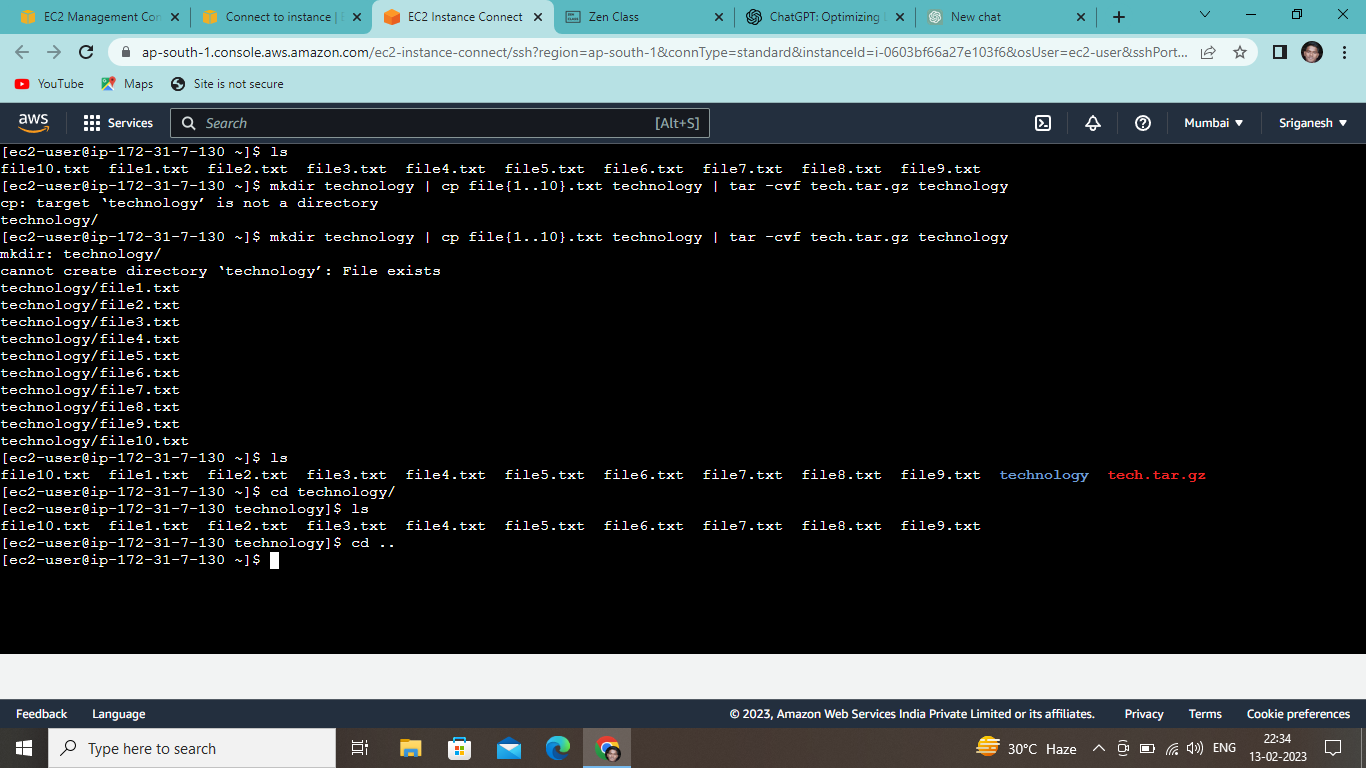 EC2 Management Con
Connect to instance | E
EC2 Instance Connect
Zen Class
ChatGPT: Optimizing L
New chat
ap-south-1.console.aws.amazon.com/ec2-instance-connect/ssh?region=ap-south-1&connType=standard&instanceId=i-0603bf66a27e103f6&osUser=ec2-user&sshPort...
YouTube
Maps
Site is not secure
aws
Services
Search
[Alt+S]
Mumbai
Sriganesh
[ec2-user@ip-172-31-7-130 ~]$ ls
file10.txt file1.txt file2.txt file3.txt file4.txt file5.txt file6.txt file7.txt file8.txt file9.txt
[ec2-user@ip-172-31-7-130 ~]$ mkdir technology | cp file{1..10}.txt technology | tar -cvf tech.tar.gz technology
cp: target ‘technology’ is not a directory
technology/
[ec2-user@ip-172-31-7-130 ~]$ mkdir technology | cp file{1..10}.txt technology | tar -cvf tech.tar.gz technology
mkdir: technology/
cannot create directory ‘technology’: File exists
technology/file1.txt
technology/file2.txt
technology/file3.txt
technology/file4.txt
technology/file5.txt
technology/file6.txt
technology/file7.txt
technology/file8.txt
technology/file9.txt
technology/file10.txt
[ec2-user@ip-172-31-7-130 ~]$ ls
file10.txt file1.txt file2.txt file3.txt file4.txt file5.txt file6.txt file7.txt file8.txt file9.txt technology tech.tar.gz
[ec2-user@ip-172-31-7-130 ~]$ cd technology/
[ec2-user@ip-172-31-7-130 technology]$ ls
file10.txt file1.txt file2.txt file3.txt file4.txt file5.txt file6.txt file7.txt file8.txt file9.txt
[ec2-user@ip-172-31-7-130 technology]$ cd ..
[ec2-user@ip-172-31-7-130 ~]$
Feedback
Language
© 2023, Amazon Web Services India Private Limited or its affiliates.
Privacy
Terms
Cookie preferences
Type here to search
30°C Haze
ENG
22:34
13-02-2023